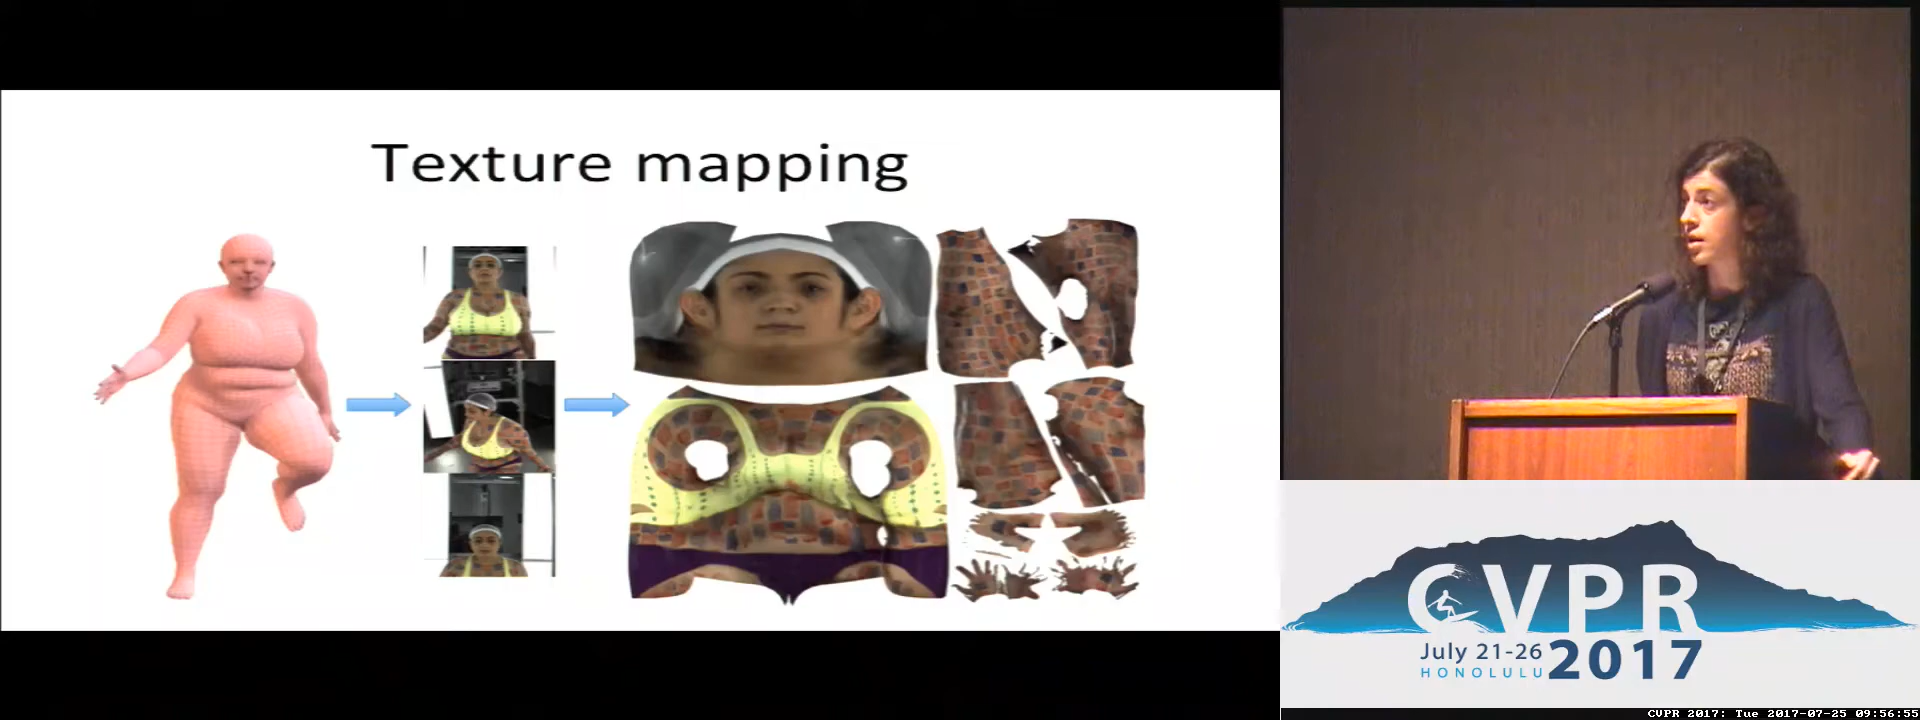 Texture mapping
CVPR
July 21-26
HONOLULU
2017
CVPR 2017: Tue 2017-07-25 09:56:55